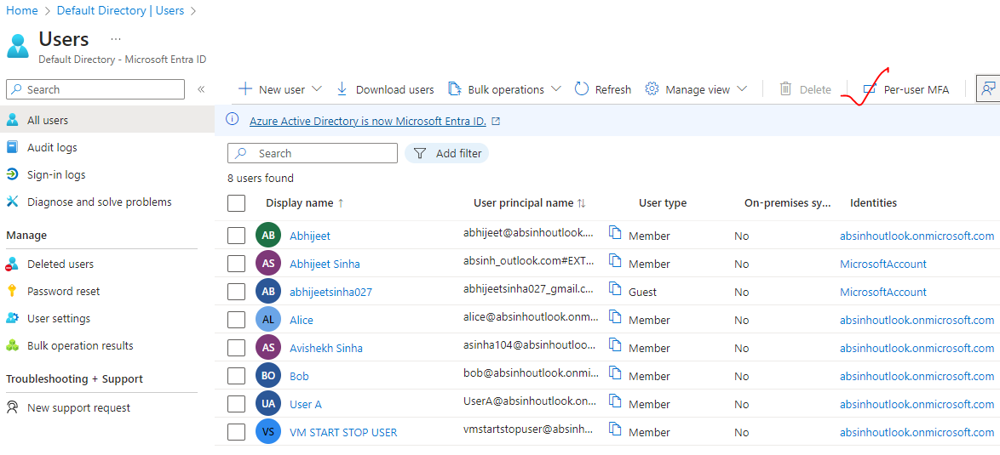 Home > Default Directory | Users >
Users ...
Default Directory - Microsoft Entra ID
Search «
New user Download users Bulk operations Refresh Manage view Delete Per-user MFA
All users
Audit logs
Sign-in logs
Diagnose and solve problems
Manage
Deleted users
Password reset
User settings
Bulk operation results
Troubleshooting + Support
New support request
Azure Active Directory is now Microsoft Entra ID.
Search Add filter
8 users found
Display name ↑ User principal name ↑↓ User type On-premises sy... Identities
AB Abhijeet abhijeet@absinhoutlook.... Member No absinhoutlook.onmicrosoft.com
AS Abhijeet Sinha absinh_outlook.com#EXT... Member No MicrosoftAccount
AB abhijeetsinha027 abhijeetsinha027_gmail.c... Guest No MicrosoftAccount
AL Alice alice@absinhoutlook.onm... Member No absinhoutlook.onmicrosoft.com
AS Avishekh Sinha asinha104@absinhoutloo... Member No absinhoutlook.onmicrosoft.com
BO Bob bob@absinhoutlook.onmi... Member No absinhoutlook.onmicrosoft.com
UA User A UserA@absinhoutlook.on... Member No absinhoutlook.onmicrosoft.com
VS VM START STOP USER vmstartstopuser@absinh... Member No absinhoutlook.onmicrosoft.com